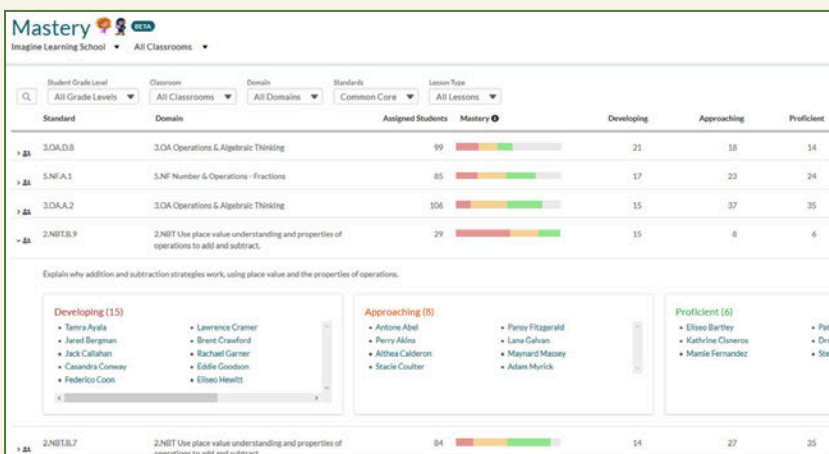 Mastery BETA
Imagine Learning School All Classrooms
Student Grade Level Classroom Domain Standards Lesson Type
All Grade Levels All Classrooms All Domains Common Core All Lessons
Standard Domain Assigned Students Mastery Developing Approaching Proficient
3.OA.D.8 3.OA Operations & Algebraic Thinking 99 21 18 14
5.NF.A.1 5.NF Number & Operations - Fractions 85 17 23 24
3.OA.A.2 3.OA Operations & Algebraic Thinking 106 15 37 35
2.NBT.B.9 2.NBT Use place value understanding and properties of 29 15 8 6
operations to add and subtract.
Explain why addition and subtraction strategies work, using place value and the properties of operations.
Developing (15) Approaching (8) Proficient (6)
• Tamra Ayala • Lawrence Cramer • Antone Abel • Pansy Fitzgerald • Eliseo Bartley • Pat
• Jared Bergman • Brent Crawford • Perry Akins • Lana Galvan • Kathrine Cisneros • Dre
• Jack Callahan • Rachael Garner • Althea Calderon • Maynard Massey • Mamie Fernandez • Ste
• Casandra Conway • Eddie Goodson • Stacie Coulter • Adam Myrick
• Federico Coon • Eliseo Hewitt
2.NBT.B.7 2.NBT Use place value understanding and properties of 84 14 27 35
operations to add and subtract.